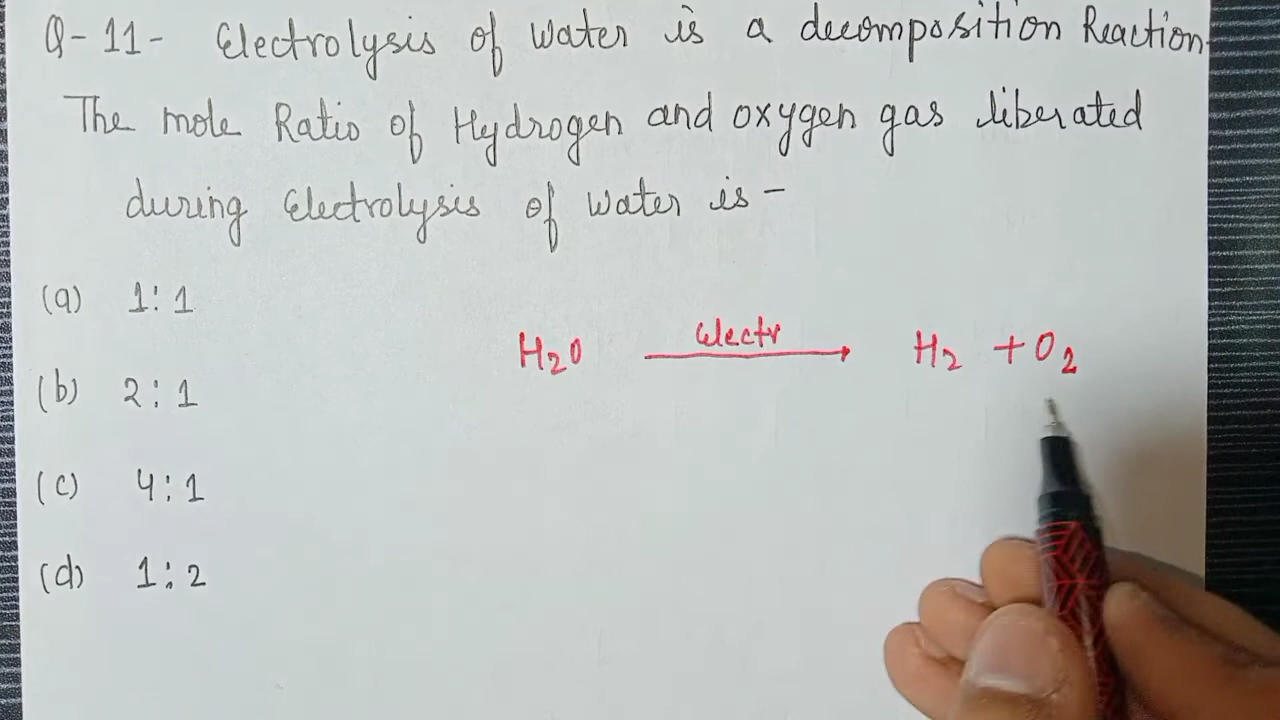 Q-11- Electrolysis of water is a decomposition Reaction.
The mole Ratio of Hydrogen and oxygen gas liberated
during Electrolysis of water is -
(a) 1:1
H₂O electr → H₂ + O₂
(b) 2:1
(c) 4:1
(d) 1:2